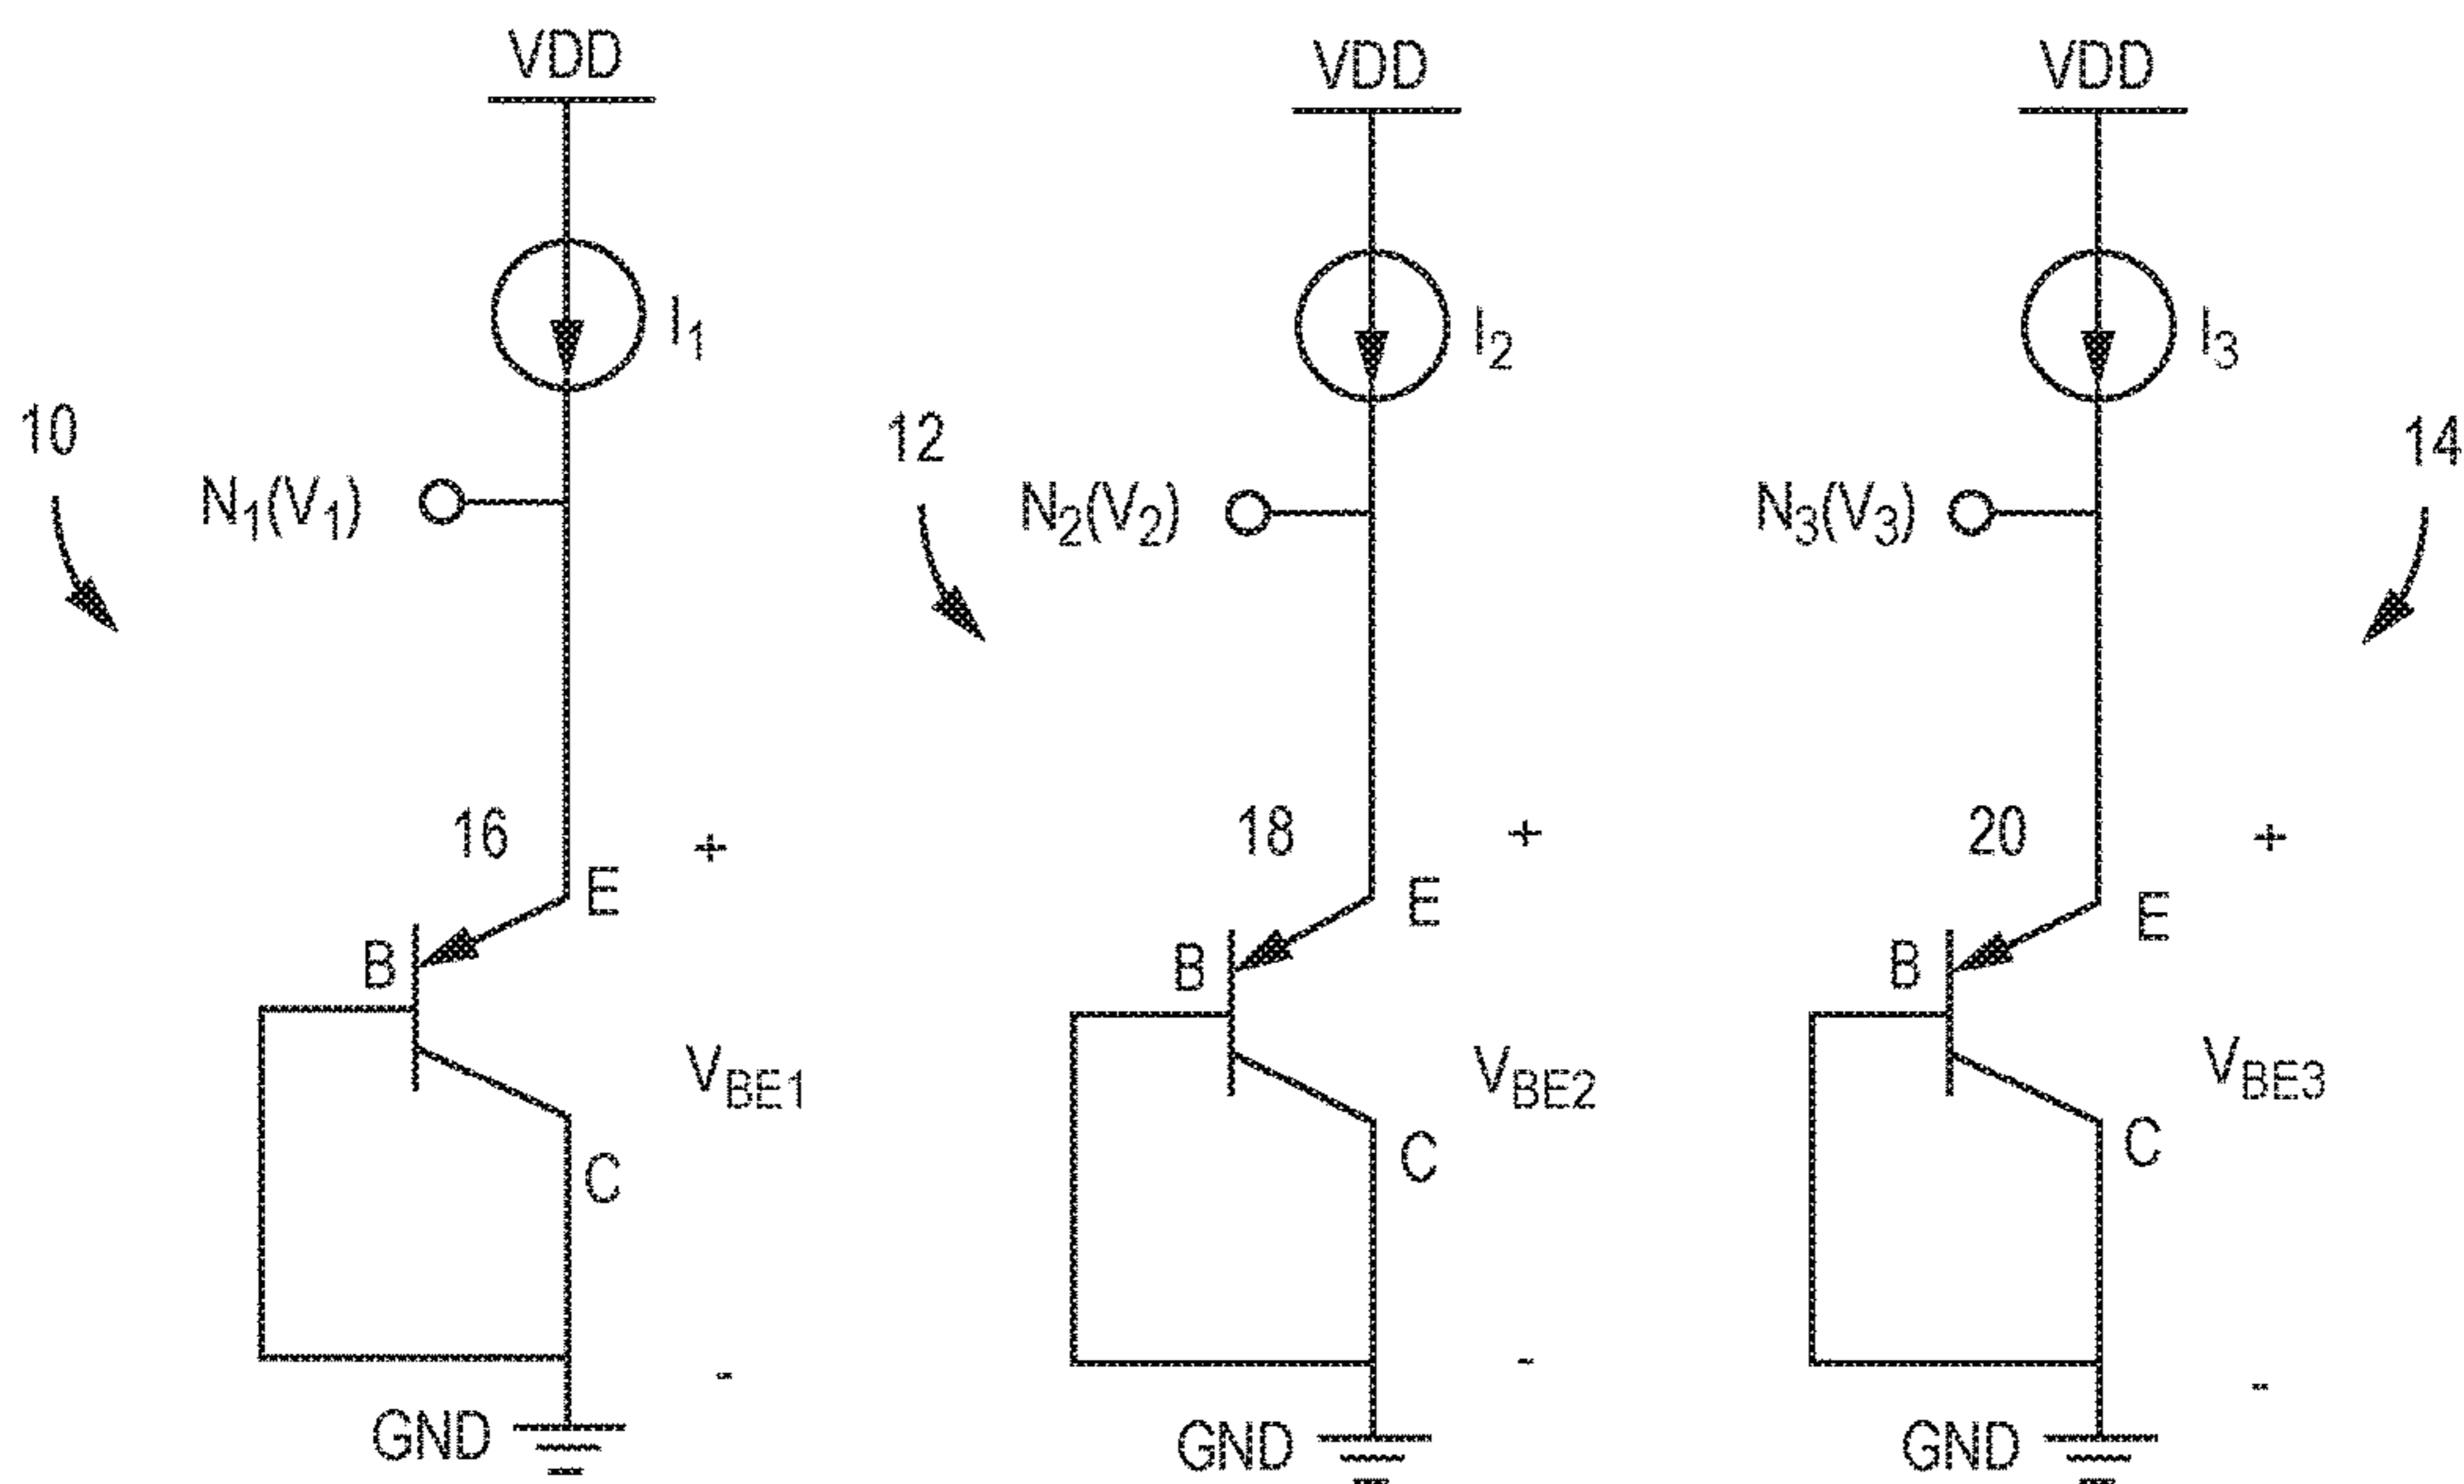 VDD VDD VDD
I1 I2 I3
10 12 14
N1(V1) N2(V2) N3(V3)
16 + 18 + 20 +
E E E
B B B
VBE1 VBE2 VBE3
C C C
- - -
GND GND GND